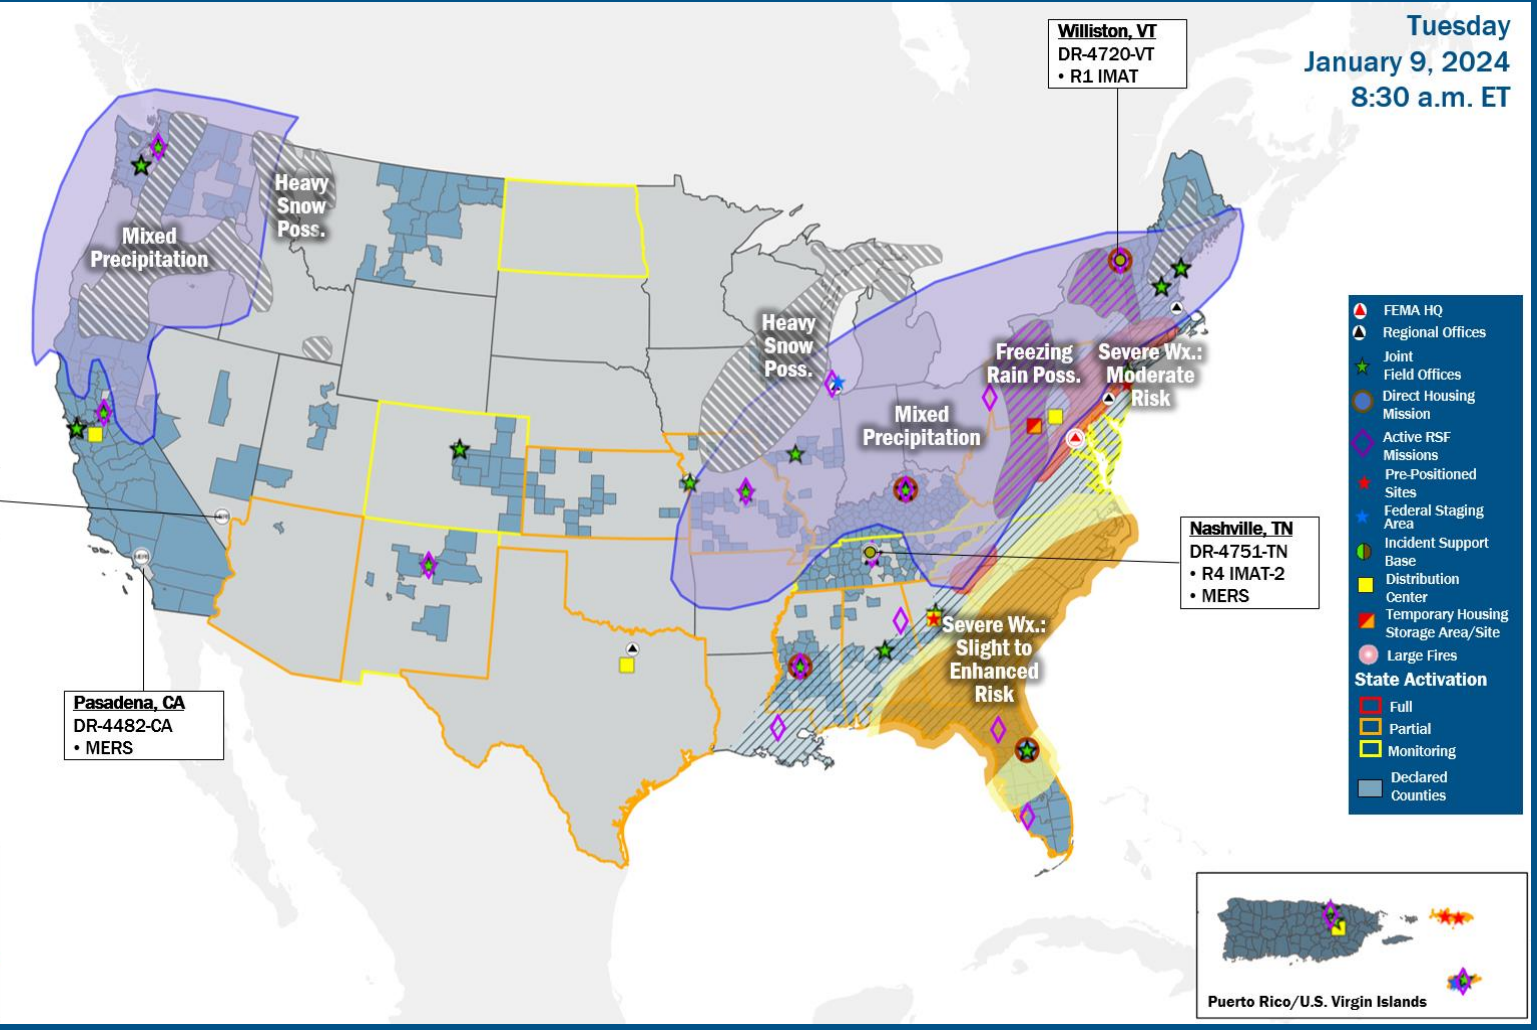 Tuesday
January 9, 2024
8:30 a.m. ET
Williston, VT
DR-4720-VT
• R1 IMAT
Heavy
Snow
Poss.
Mixed
Precipitation
Heavy
Snow
Poss.
Freezing
Rain Poss.
Severe Wx.:
Moderate
Risk
Mixed
Precipitation
Nashville, TN
DR-4751-TN
• R4 IMAT-2
• MERS
Severe Wx.:
Slight to
Enhanced
Risk
Pasadena, CA
DR-4482-CA
• MERS
FEMA HQ
Regional Offices
Joint
Field Offices
Direct Housing
Mission
Active RSF
Missions
Pre-Positioned
Sites
Federal Staging
Area
Incident Support
Base
Distribution
Center
Temporary Housing
Storage Area/Site
Large Fires
State Activation
Full
Partial
Monitoring
Declared
Counties
Puerto Rico/U.S. Virgin Islands